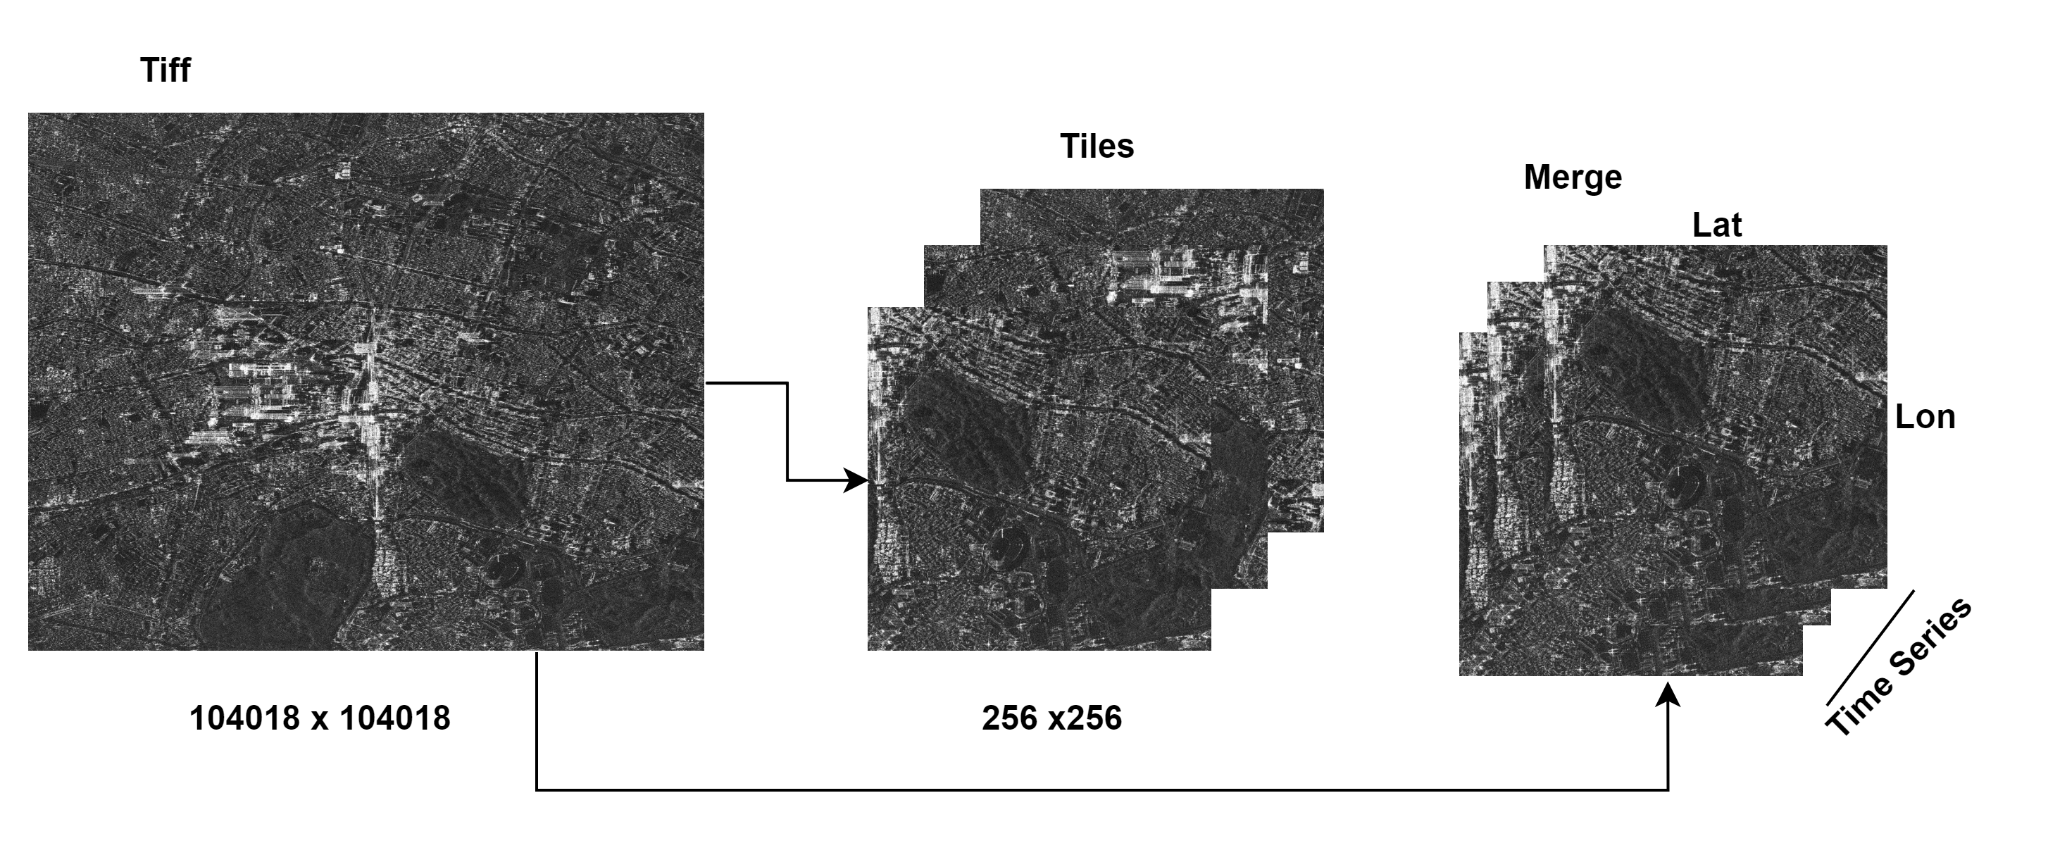 Tiff
Tiles
Merge
Lat
Lon
Time Series
104018 x 104018
256 x256